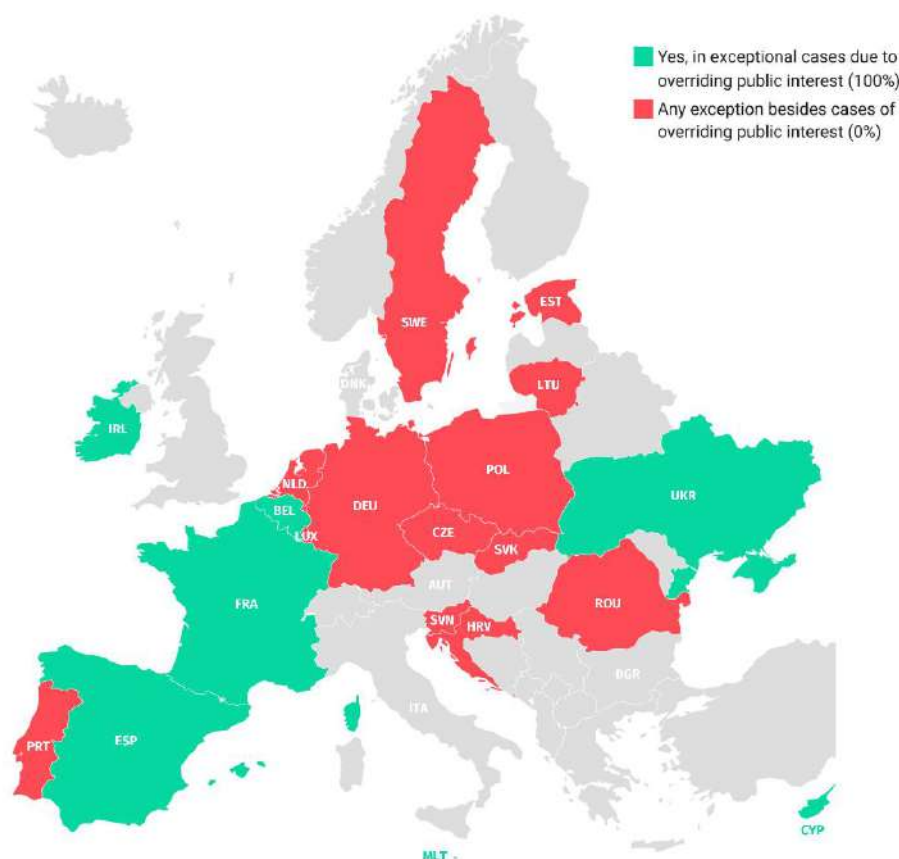 Yes, in exceptional cases due to
overriding public interest (100%)
Any exception besides cases of
overriding public interest (0%)
SWE
EST
DNK
LTU
IRL
NLD
POL
UKR
BEL
DEU
LUX
CZE
SVK
AUT
FRA
SVN
HRV
ROU
BGR
ITA
PRT
ESP
CYP
MLT